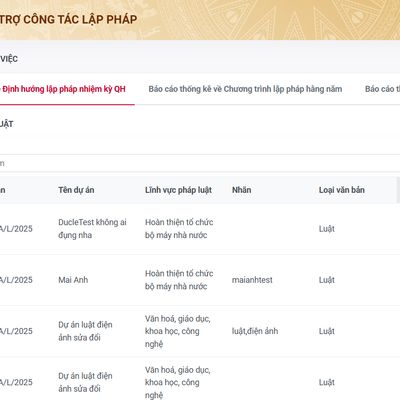 TRỢ CÔNG TÁC LẬP PHÁP
VIỆC
Định hướng lập pháp nhiệm kỳ QH Báo cáo thống kê về Chương trình lập pháp hàng năm Báo cáo
UẬT
Tên dự án Lĩnh vực pháp luật Nhãn Loại văn bản
A/L/2025 DucleTest không ai Hoàn thiện tổ chức Luật
đụng nha bộ máy nhà nước
A/L/2025 Mai Anh Hoàn thiện tổ chức maianhtest Luật
bộ máy nhà nước
A/L/2025 Dự án luật điện Văn hoá, giáo dục, luật,điện ảnh Luật
ảnh sửa đổi khoa học, công
nghệ
A/L/2025 Dự án luật điện Văn hoá, giáo dục, Luật
ảnh sửa đổi khoa học, công
nghệ